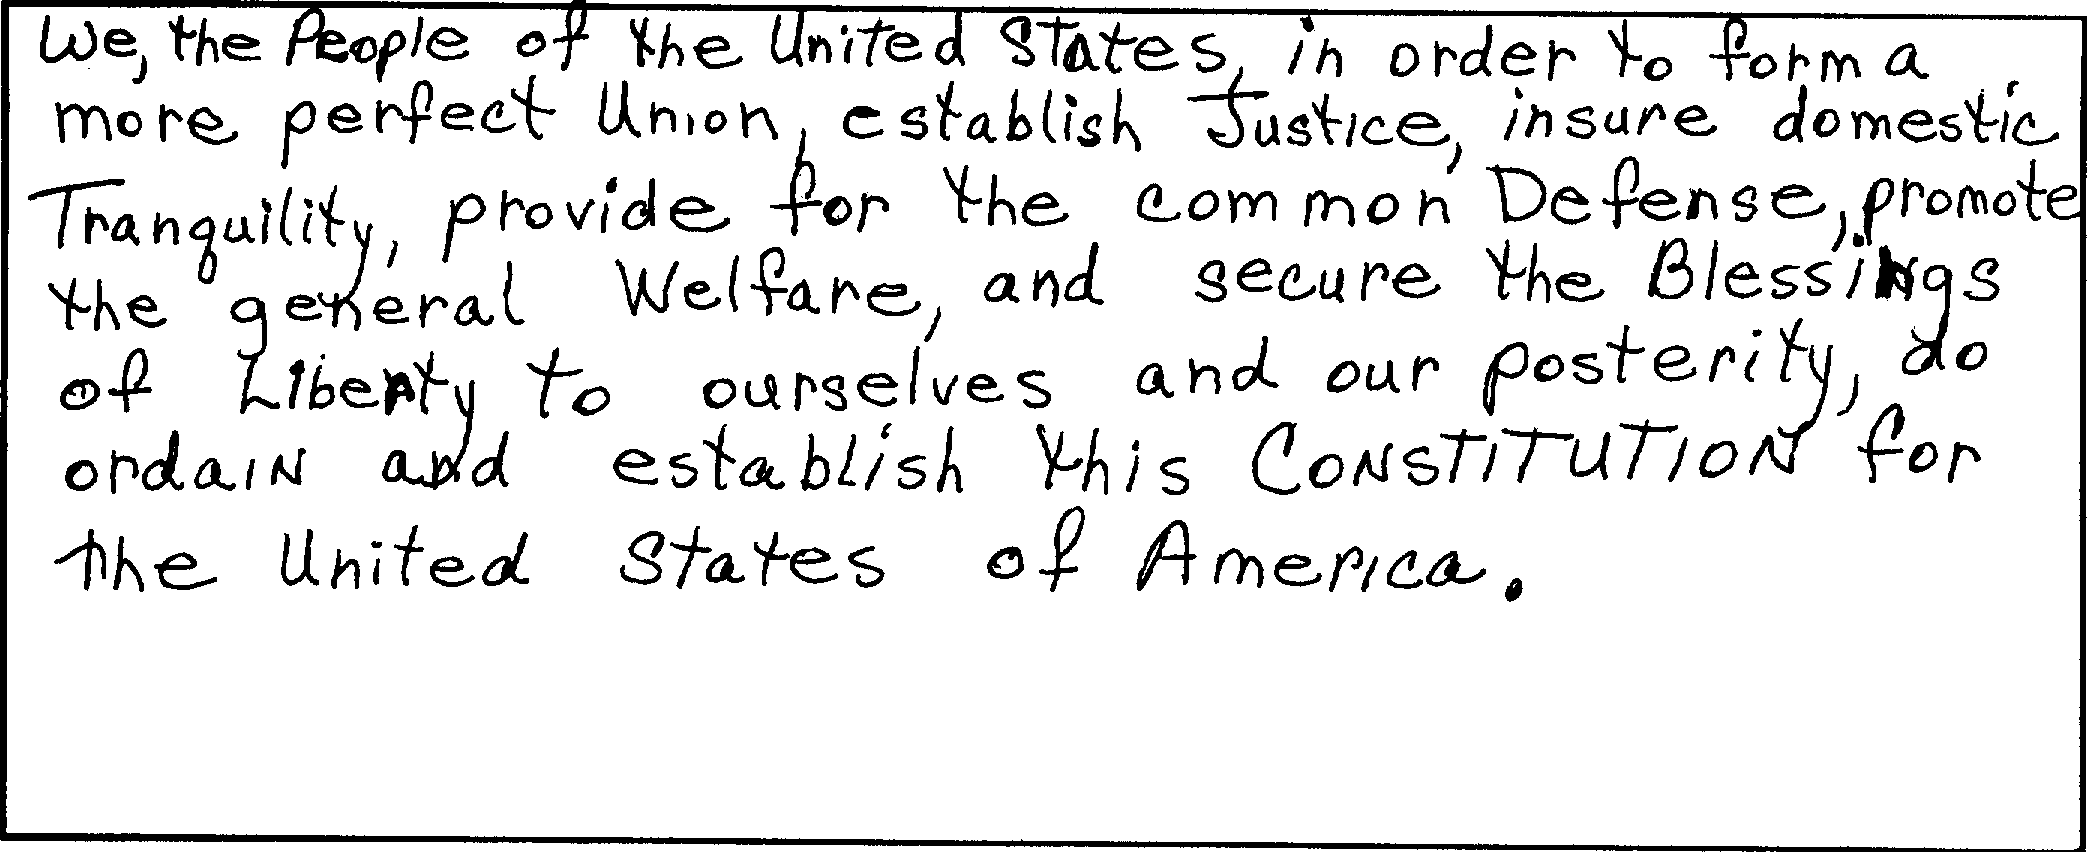 We, the People of the United States, in order to form a
more perfect Union, establish Justice, insure domestic
Tranquility, provide for the common Defense, promote
the general Welfare, and secure the Blessings
of Liberty to ourselves and our posterity, do
ordaiN and establish this CONSTITUTION for
the United States of America.